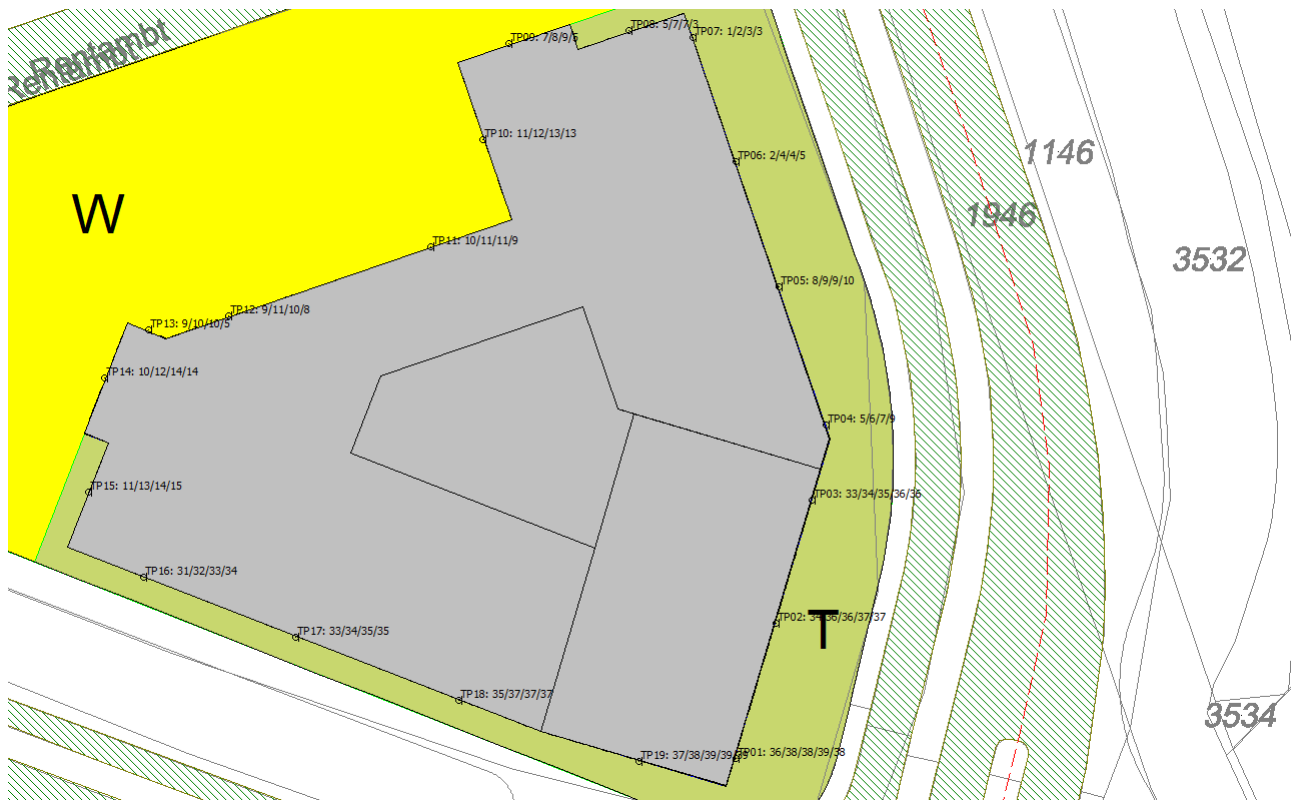 Rentambt
Rentambt
TP08: 5/7/7/3
TP07: 1/2/3/3
TP09: 7/8/9/6
TP10: 11/12/13/13
1146
TP06: 2/4/4/5
W
1946
TP11: 10/11/11/9
3532
TP05: 8/9/9/10
TP12: 9/11/10/8
TP13: 9/10/10/5
TP14: 10/12/14/14
TP04: 5/6/7/9
TP15: 11/13/14/15
TP03: 33/34/35/36/36
TP16: 31/32/33/34
TP02: 34/36/36/37/37
T
TP17: 33/34/35/35
TP18: 35/37/37/37
3534
TP19: 37/38/39/39/39
TP01: 36/38/38/39/38